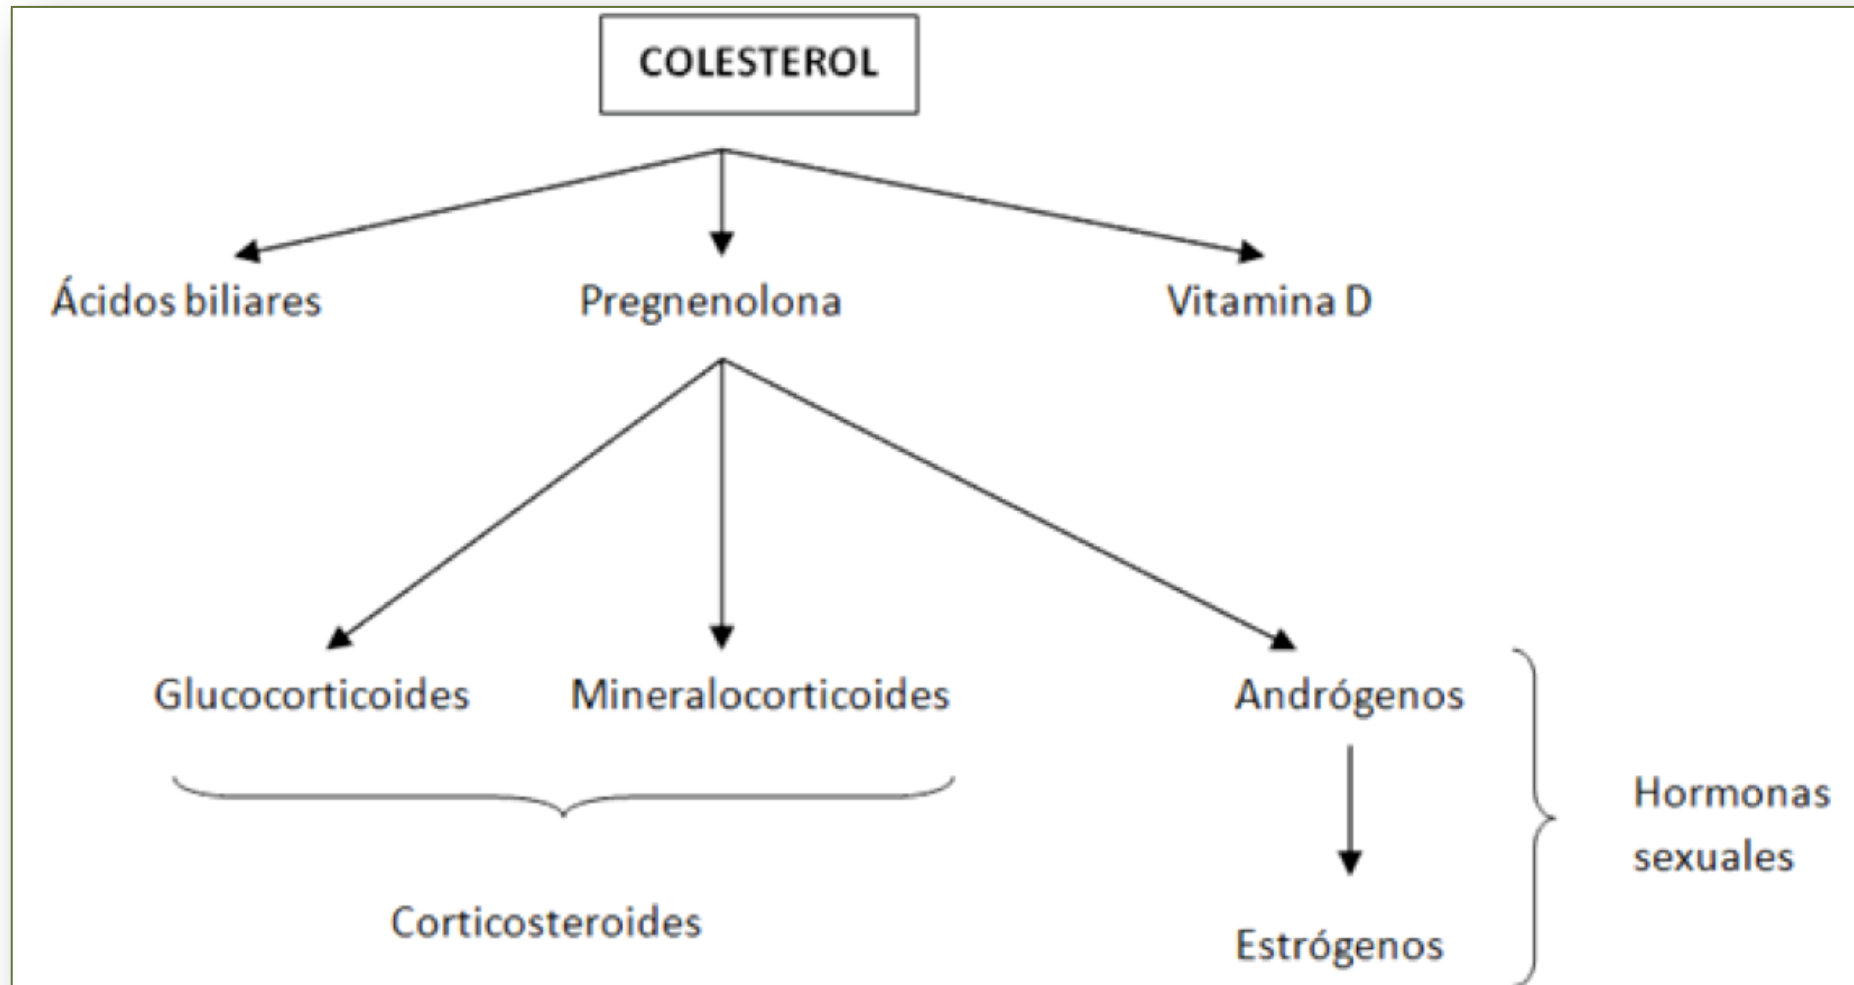 COLESTEROL
Ácidos biliares
Pregnenolona
Vitamina D
Glucocorticoides
Mineralocorticoides
Andrógenos
Hormonas
sexuales
Corticosteroides
Estrógenos